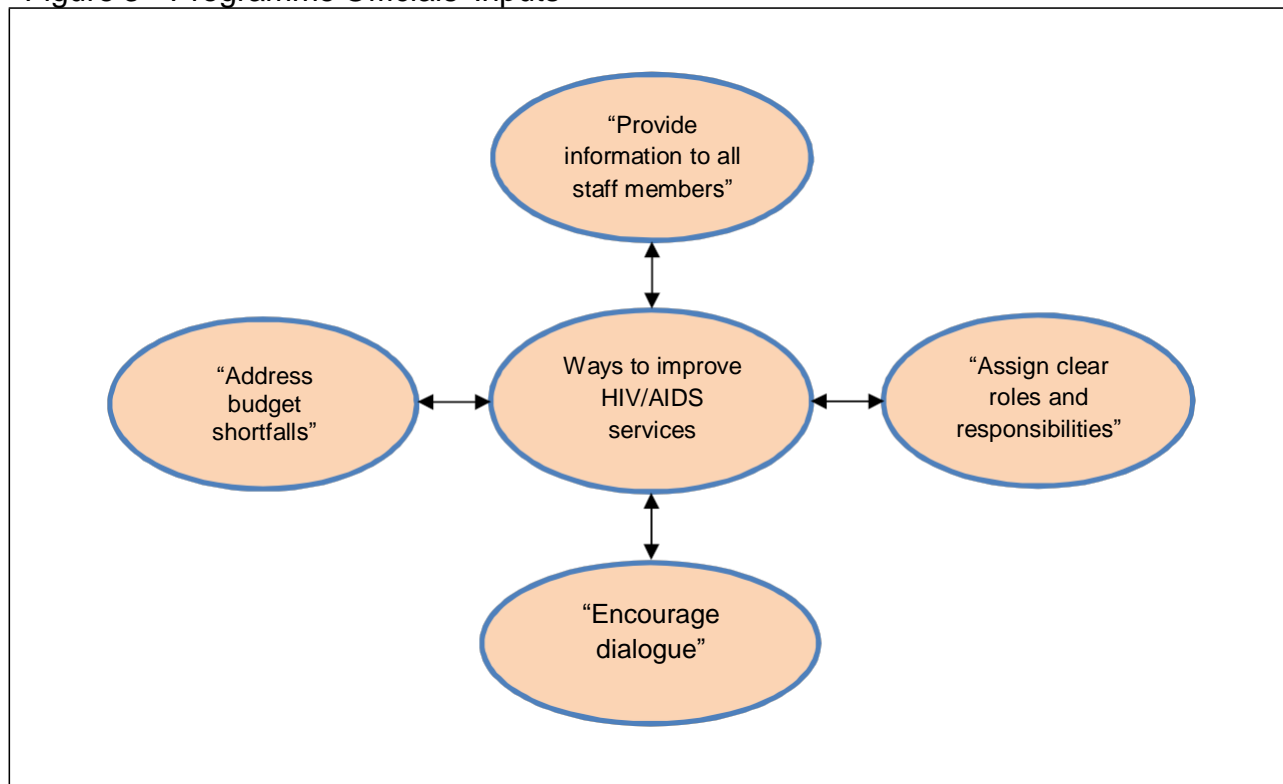 “Provide
information to all
staff members”
“Address
budget
shortfalls”
Ways to improve
HIV/AIDS
services
“Assign clear
roles and
responsibilities”
“Encourage
dialogue”